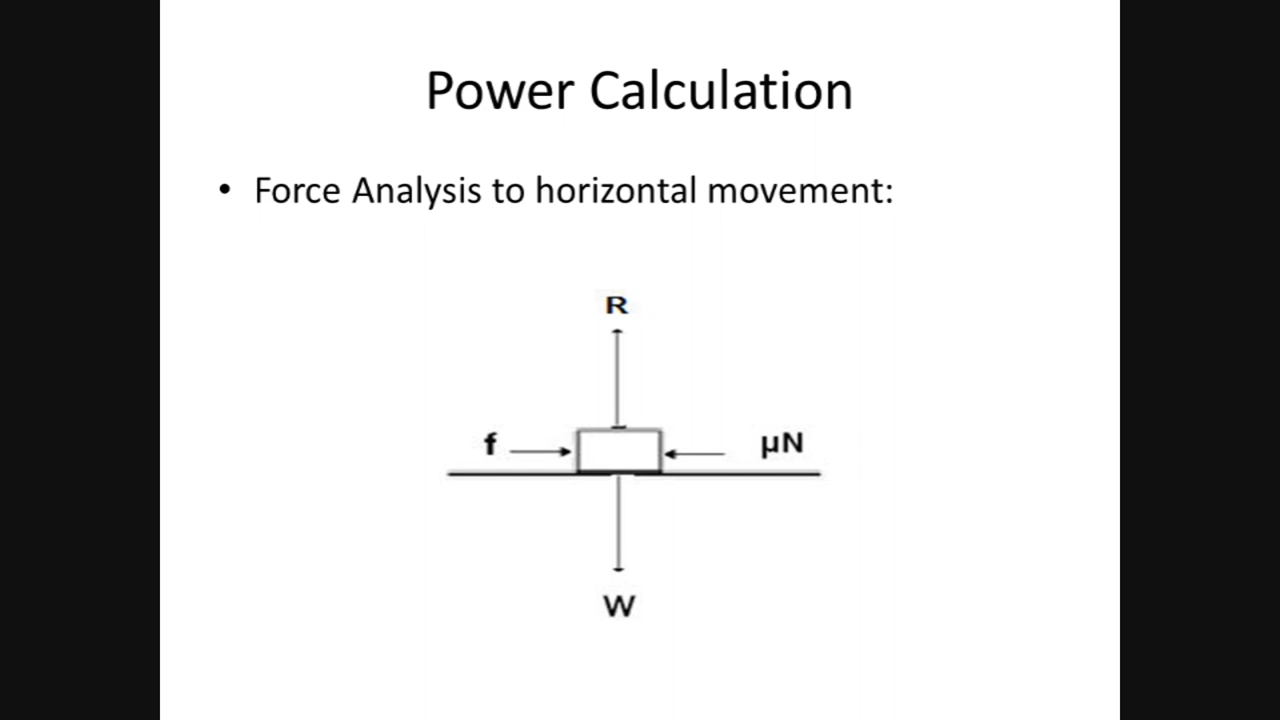 Power Calculation
• Force Analysis to horizontal movement:
R
f
µN
W